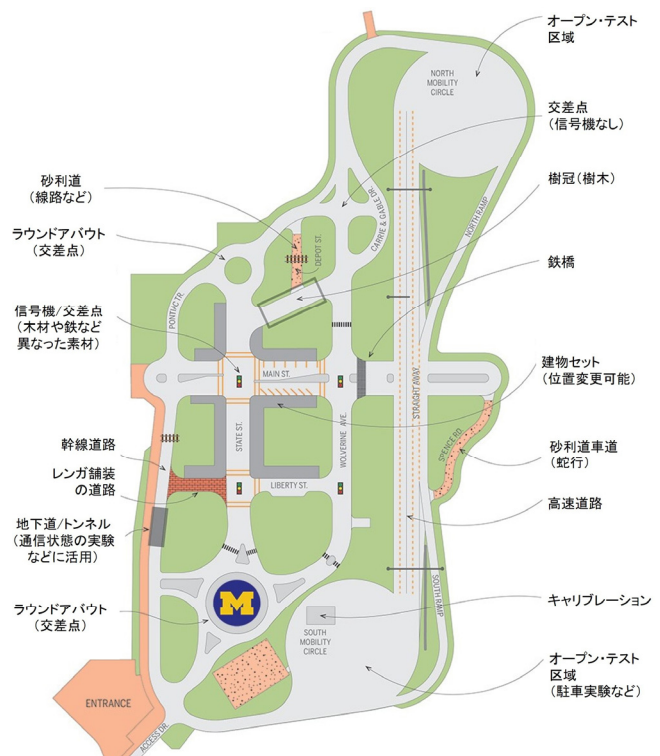 オープン・テスト
区域
NORTH
MOBILITY
CIRCLE
交差点
（信号機なし）
砂利道
（線路など）
樹冠（樹木）
CARRIE & GABLE DR.
NORTH RAMP
ラウンドアバウト
（交差点）
DEPOT ST.
鉄橋
PONTIAC TR.
信号機/交差点
（木材や鉄など
異なった素材）
建物セット
（位置変更可能）
MAIN ST.
STRAIGHT AWAY
STATE ST.
WOLVERINE AVE.
SPENCE RD.
幹線道路
砂利道車道
（蛇行）
レンガ舗装
の道路
LIBERTY ST.
高速道路
地下道/トンネル
（通信状態の実験
などに活用）
SOUTH RAMP
キャリブレーション
ラウンドアバウト
（交差点）
M
SOUTH
MOBILITY
CIRCLE
オープン・テスト
区域
（駐車実験など）
ENTRANCE
ACCESS DR.